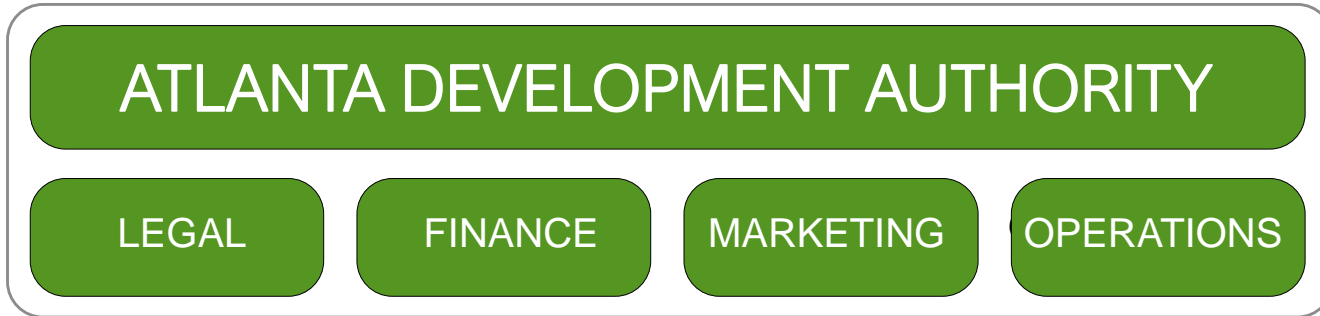 ATLANTA DEVELOPMENT AUTHORITY
LEGAL FINANCE MARKETING OPERATIONS